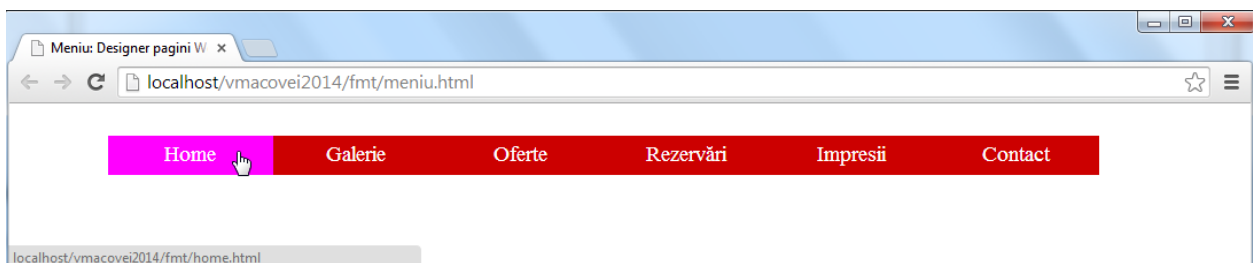 Meniu: Designer pagini W
localhost/vmacovei2014/fmt/meniu.html
Home Galerie Oferte Rezervări Impresii Contact
localhost/vmacovei2014/fmt/home.html